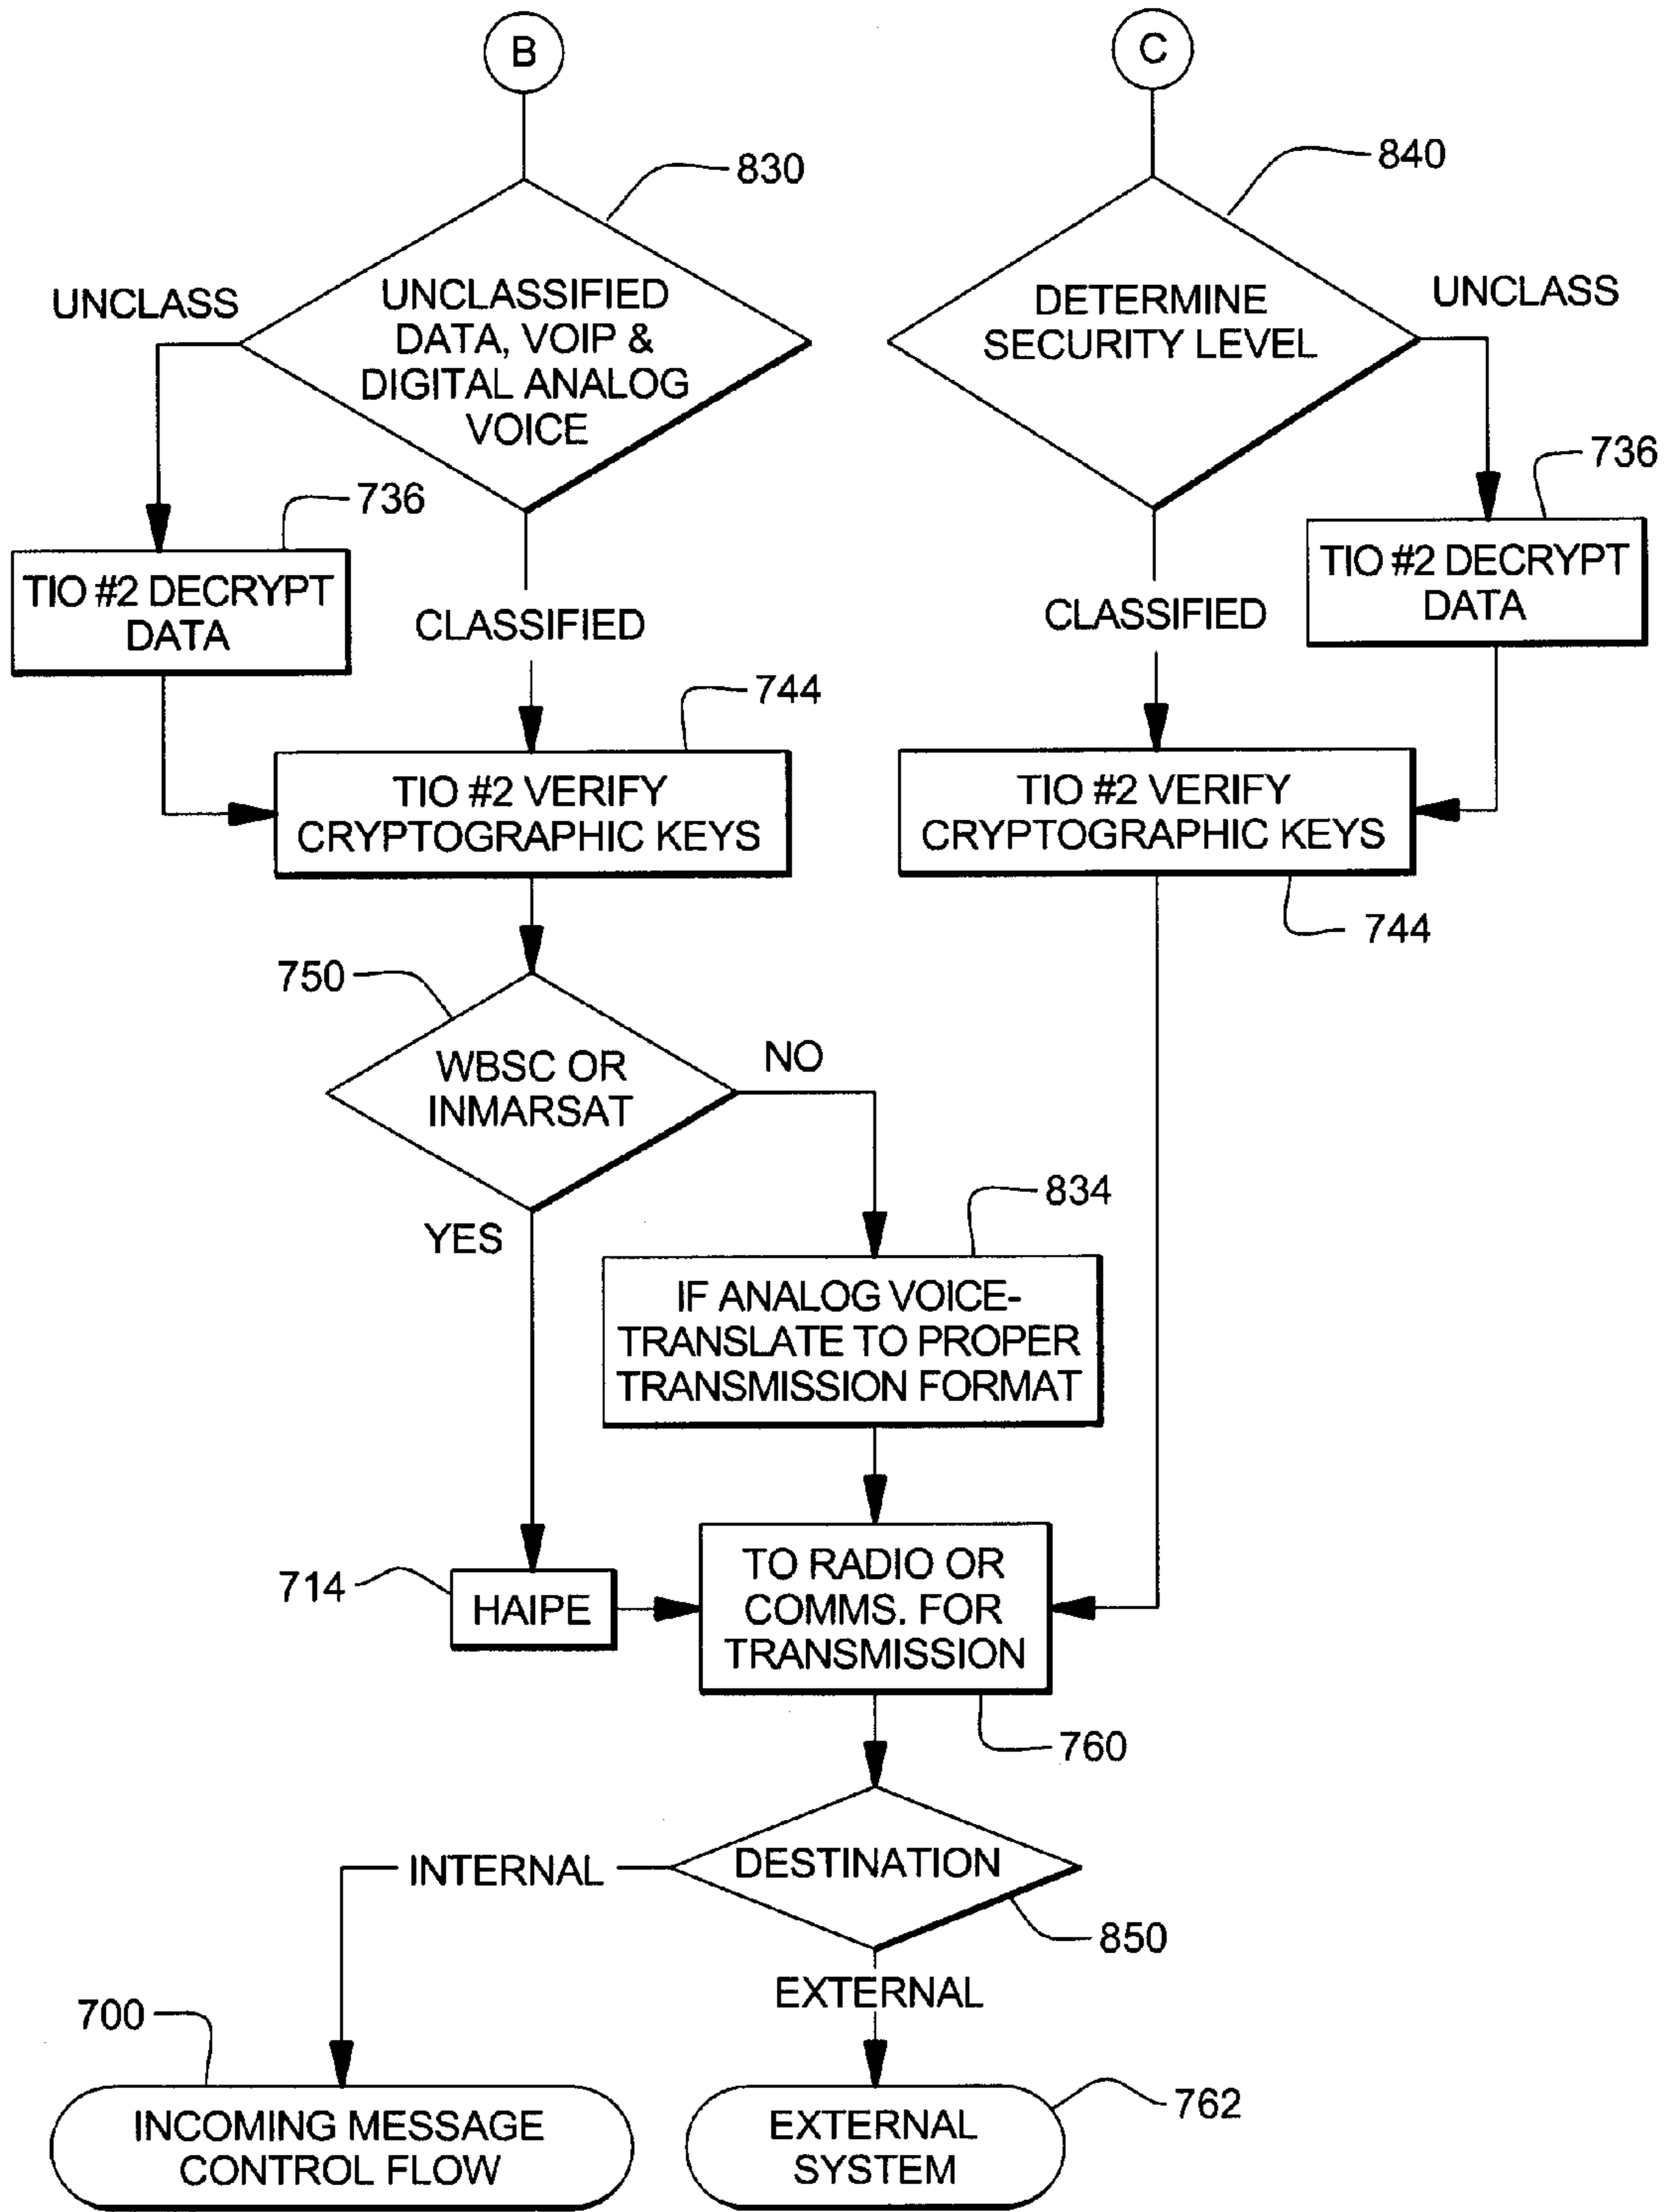 B
C
830
840
UNCLASS
UNCLASSIFIED
DATA, VOIP &
DIGITAL ANALOG
VOICE
DETERMINE
SECURITY LEVEL
UNCLASS
736
736
TIO #2 DECRYPT
DATA
CLASSIFIED
CLASSIFIED
TIO #2 DECRYPT
DATA
744
TIO #2 VERIFY
CRYPTOGRAPHIC KEYS
TIO #2 VERIFY
CRYPTOGRAPHIC KEYS
744
750
WBSC OR
INMARSAT
NO
YES
834
IF ANALOG VOICE-
TRANSLATE TO PROPER
TRANSMISSION FORMAT
714
HAIPE
TO RADIO OR
COMMS. FOR
TRANSMISSION
760
INTERNAL
DESTINATION
850
EXTERNAL
700
INCOMING MESSAGE
CONTROL FLOW
EXTERNAL
SYSTEM
762